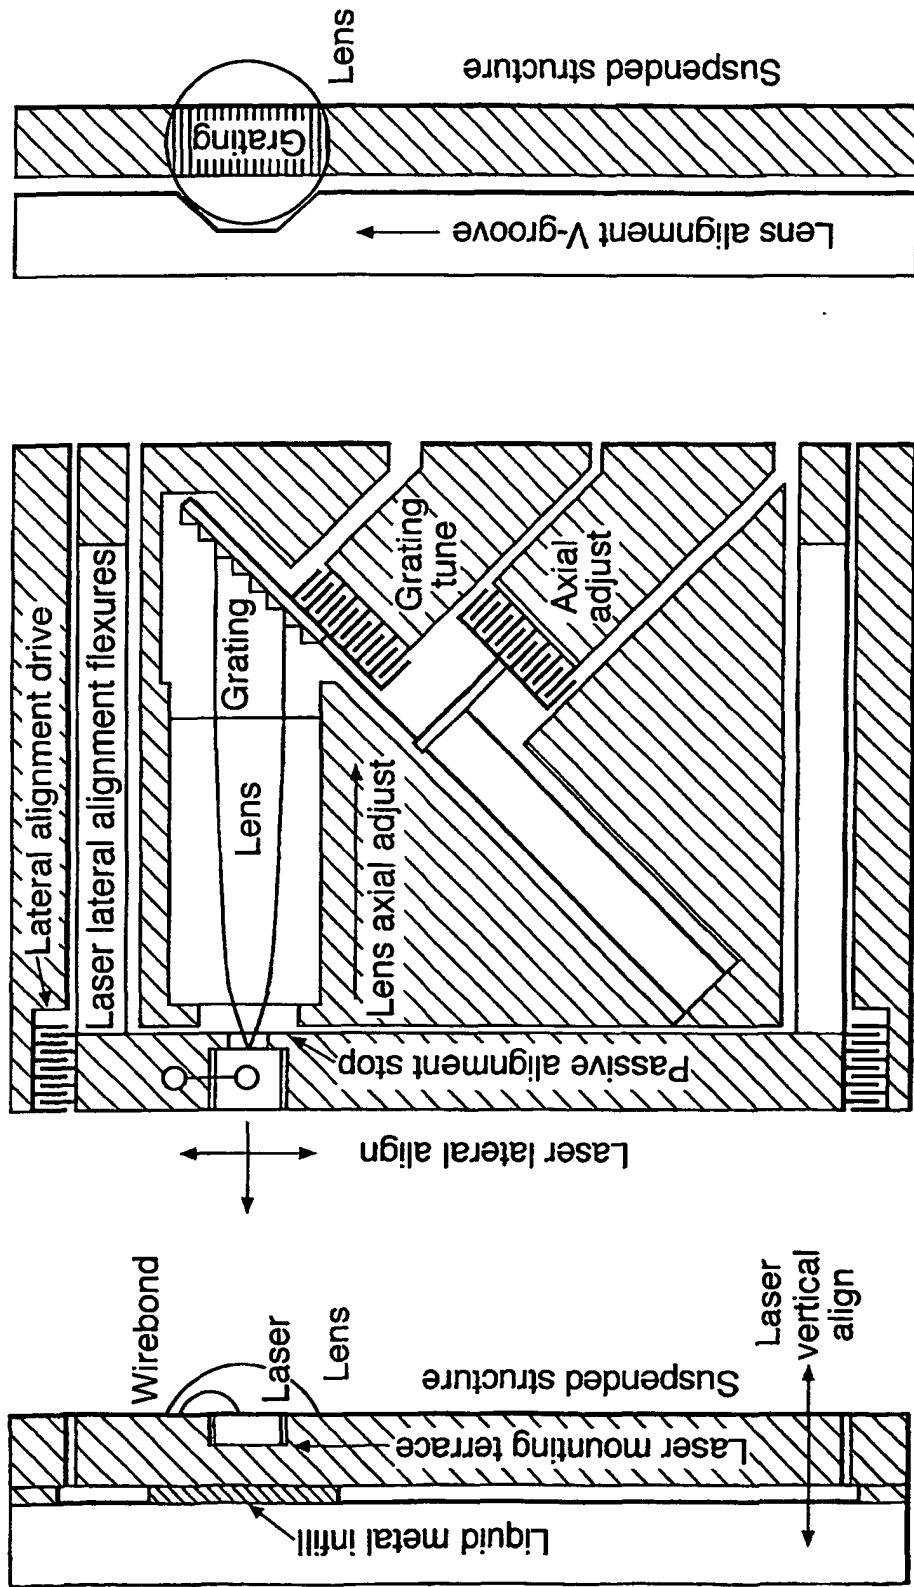 Lens
Grating
Suspended structure
Lens alignment V-groove
Lateral alignment drive
Laser lateral alignment flexures
Grating
Lens
Lens axial adjust
Grating
tune
Axial
adjust
Passive alignment stop
Laser lateral align
Wirebond
Laser
Lens
Suspended structure
Laser mounting terrace
Liquid metal infill
Laser
vertical
align